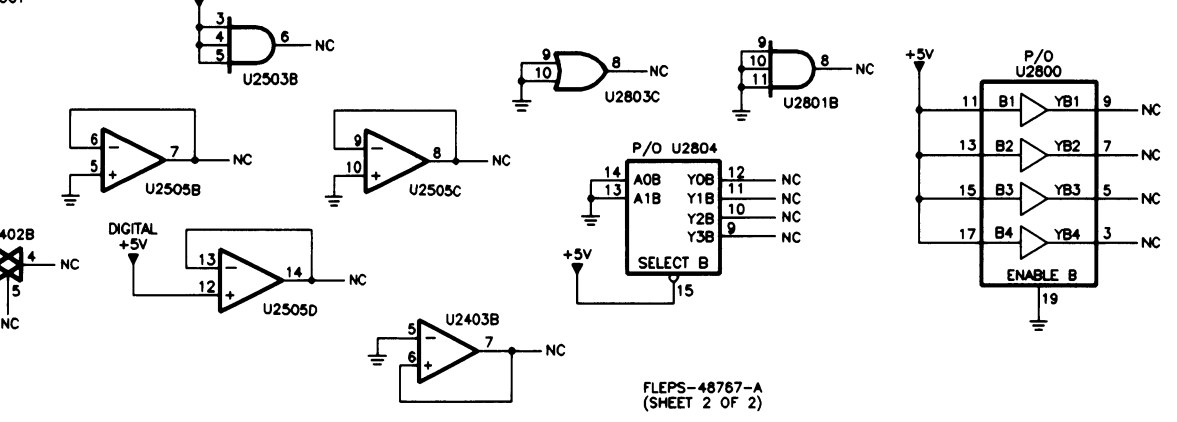 3
4
5
6
NC
U2503B
9
10
8
NC
U2803C
9
10
11
8
NC
U2801B
+5V
P/O
U2800
11 B1 YB1 9 NC
13 B2 YB2 7 NC
15 B3 YB3 5 NC
17 B4 YB4 3 NC
ENABLE B
19
6
5
−
+
7
NC
U2505B
9
10
−
+
8
NC
U2505C
P/O U2804
14 A0B Y0B 12 NC
13 A1B Y1B 11 NC
Y2B 10 NC
Y3B 9 NC
SELECT B
+5V
15
402B
4
NC
5
NC
DIGITAL
+5V
13
12
−
+
14
NC
U2505D
U2403B
5
6
−
+
7
NC
FLEPS-48767-A
(SHEET 2 OF 2)